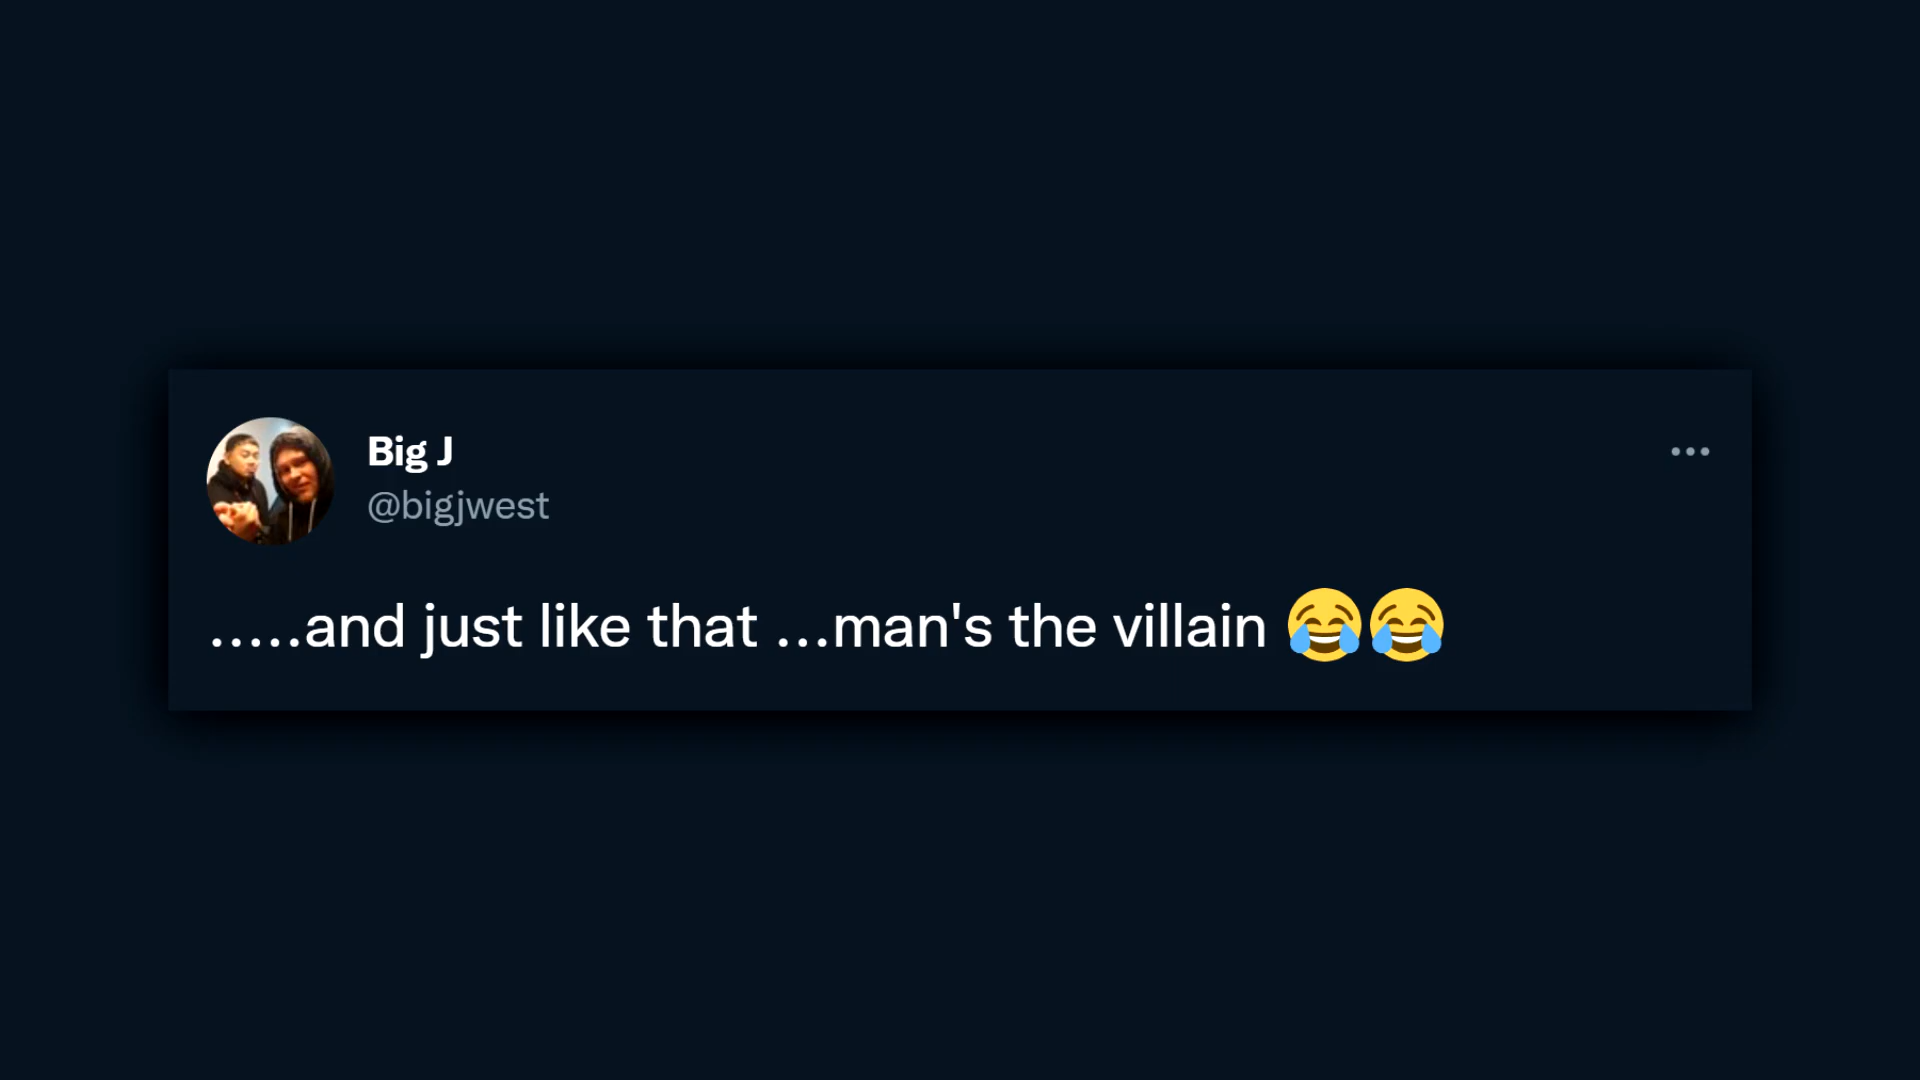 Big J
@bigjwest
.....and just like that ...man's the villain 😂😂